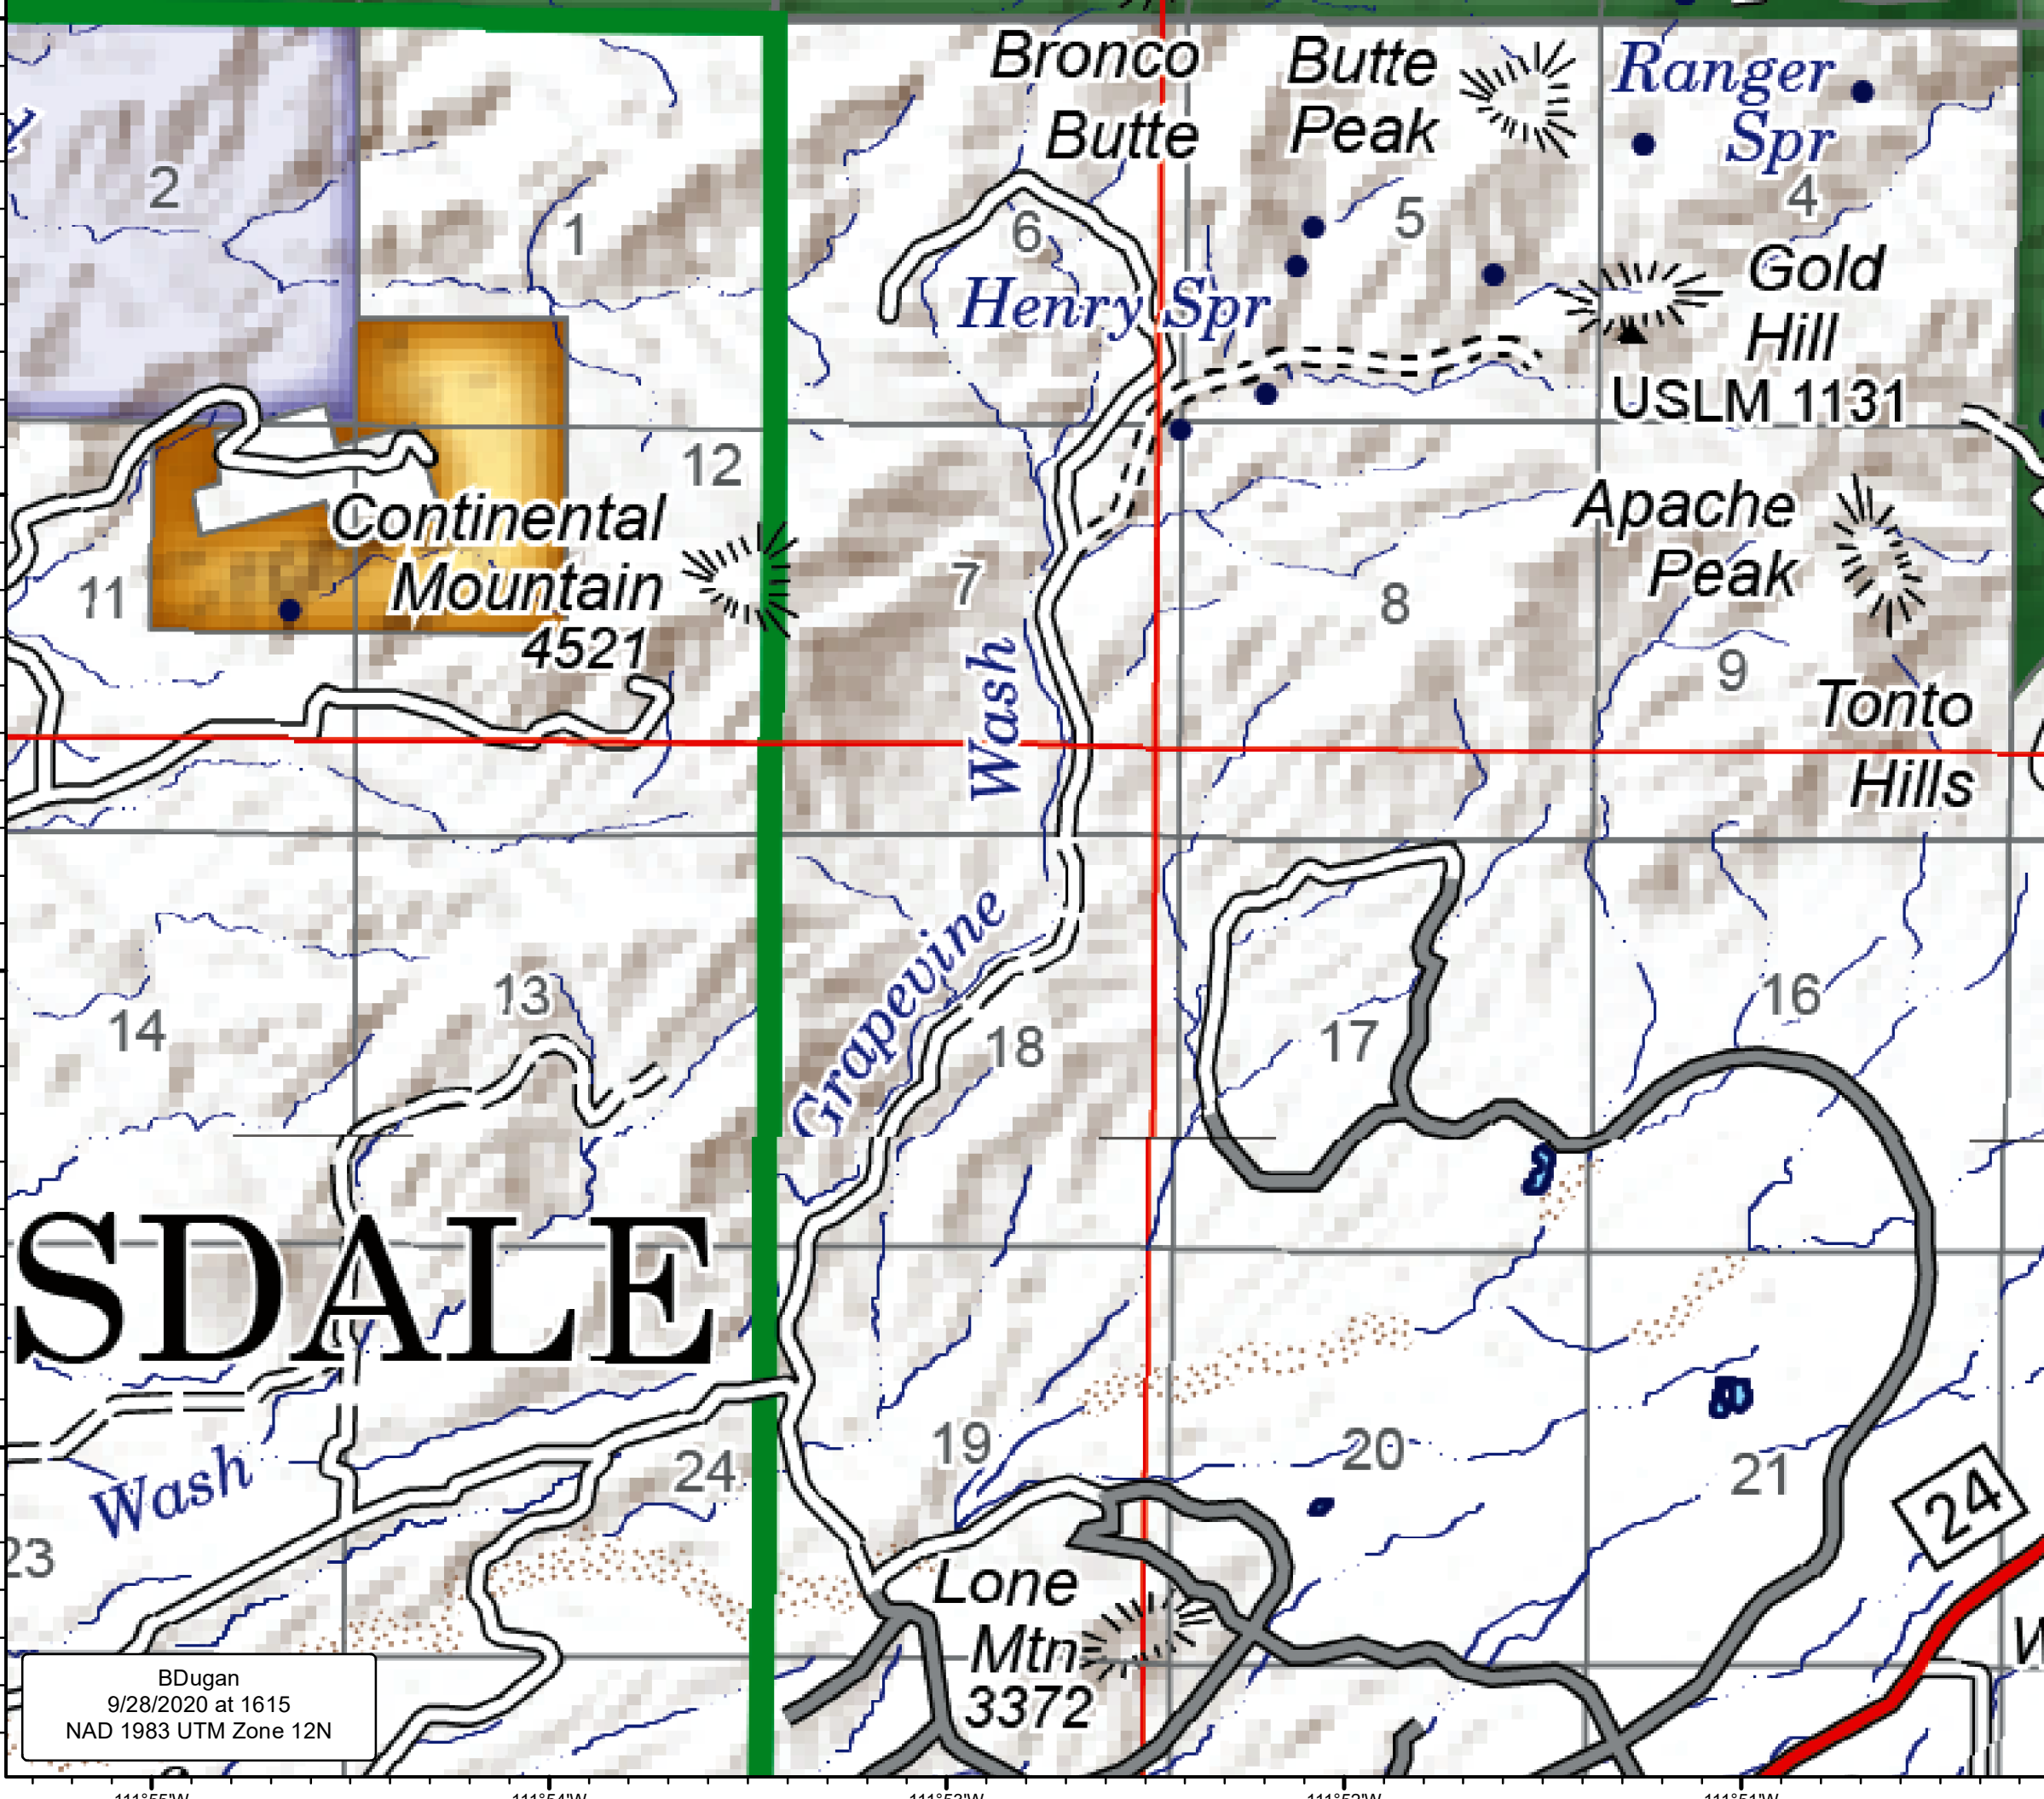 Bronco
Butte
Butte
Peak
Ranger
Spr
2
1
6
5
4
Henry Spr
Gold
Hill
USLM 1131
12
Continental
Mountain
4521
11
7
8
Apache
Peak
9
Tonto
Hills
Wash
Grapevine
14
13
18
17
16
SDALE
Wash
23
24
19
20
21
24
Lone
Mtn
3372
BDugan
9/28/2020 at 1615
NAD 1983 UTM Zone 12N